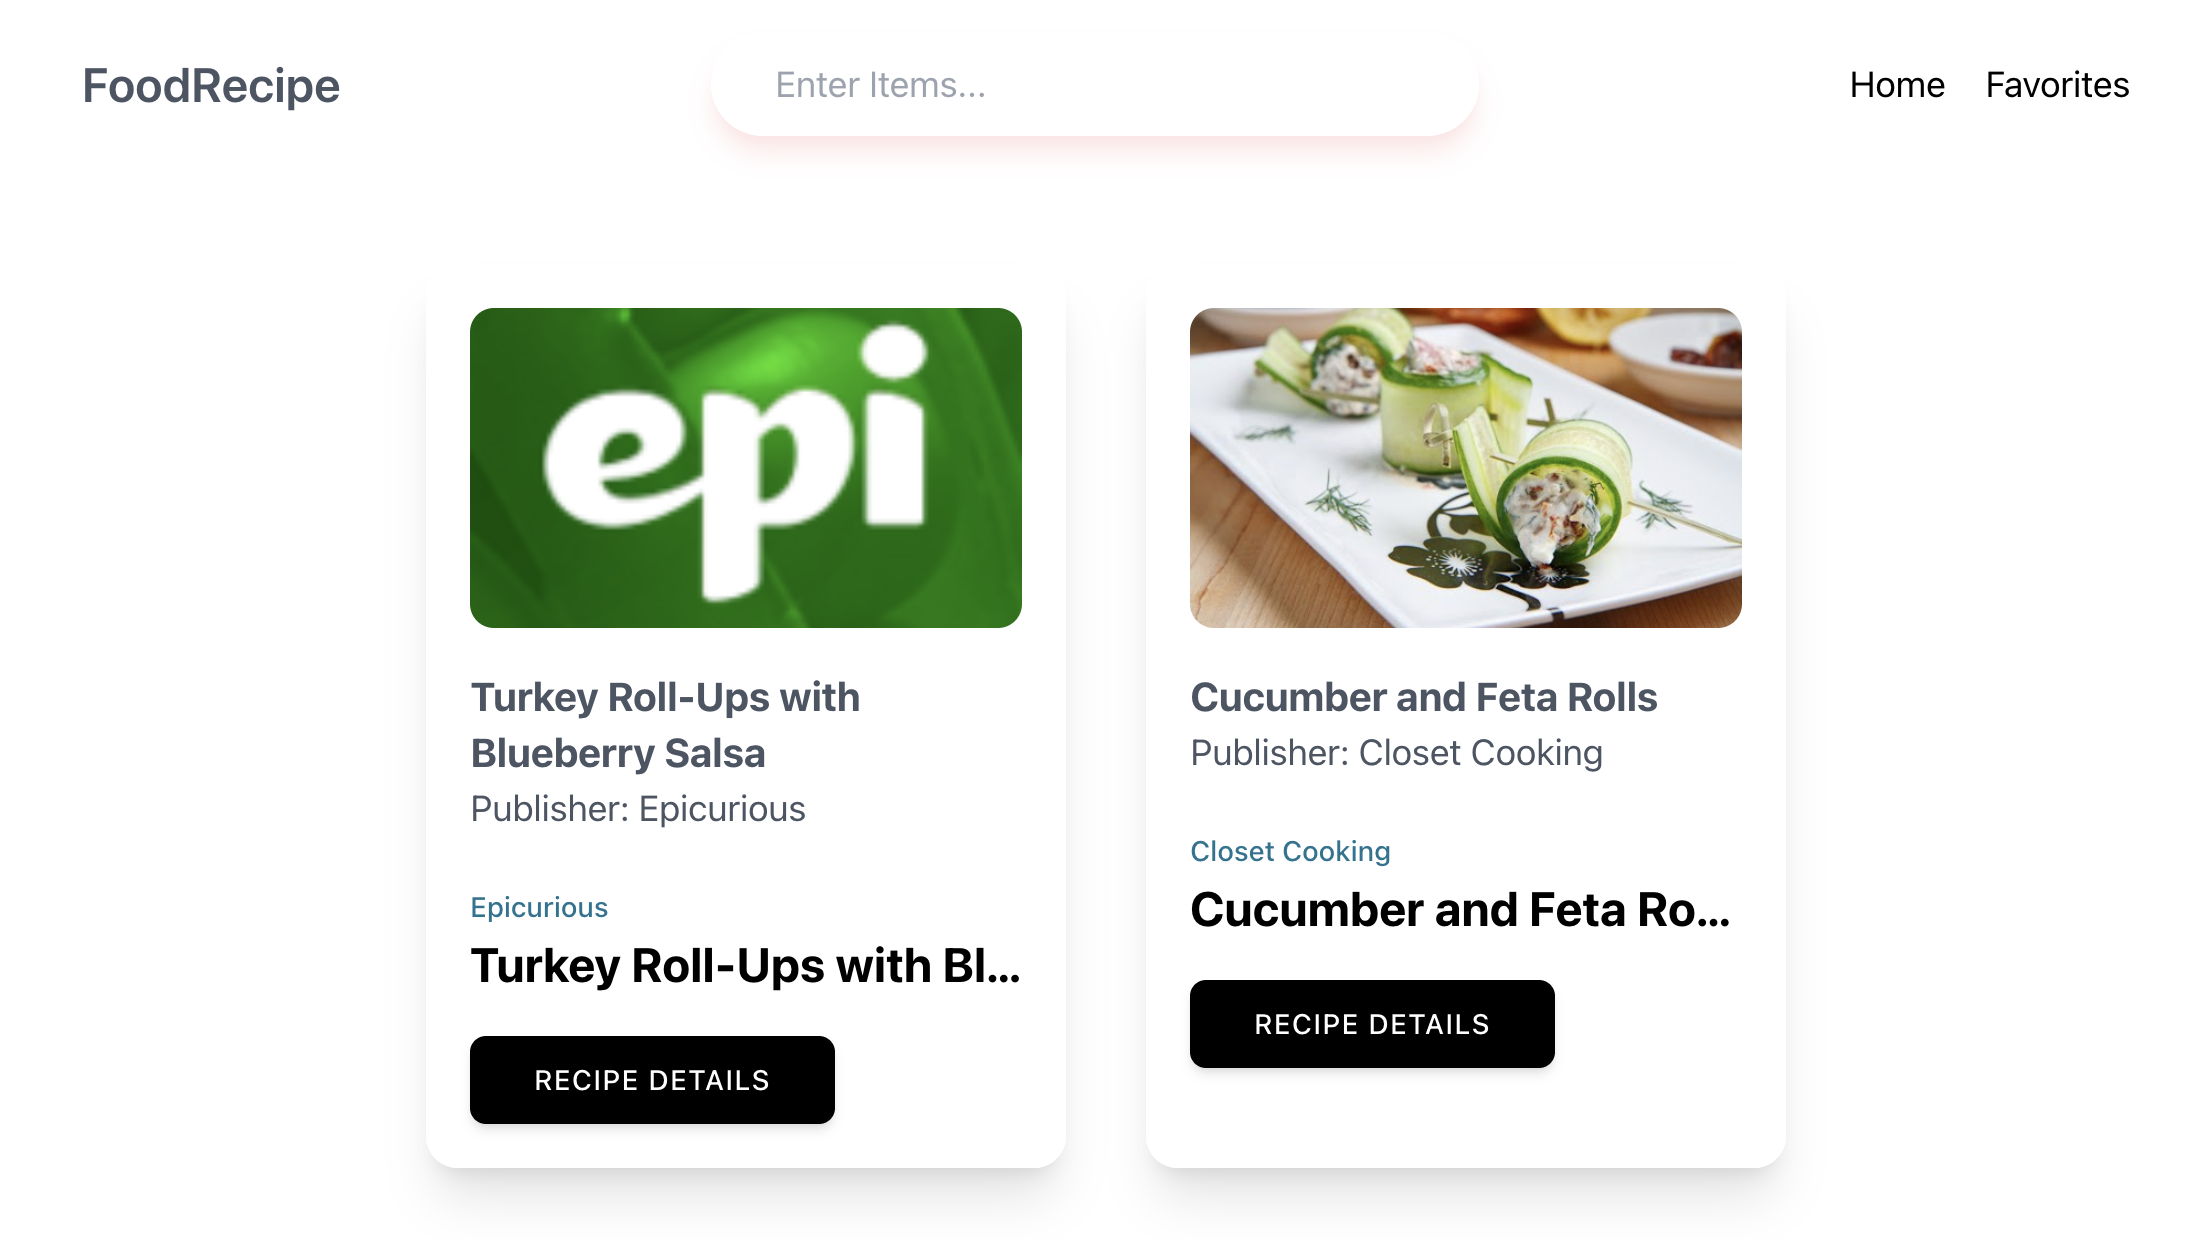 FoodRecipe
Enter Items...
Home
Favorites
epi
Turkey Roll-Ups with
Blueberry Salsa
Publisher: Epicurious
Epicurious
Turkey Roll-Ups with Bl...
RECIPE DETAILS
Cucumber and Feta Rolls
Publisher: Closet Cooking
Closet Cooking
Cucumber and Feta Ro...
RECIPE DETAILS